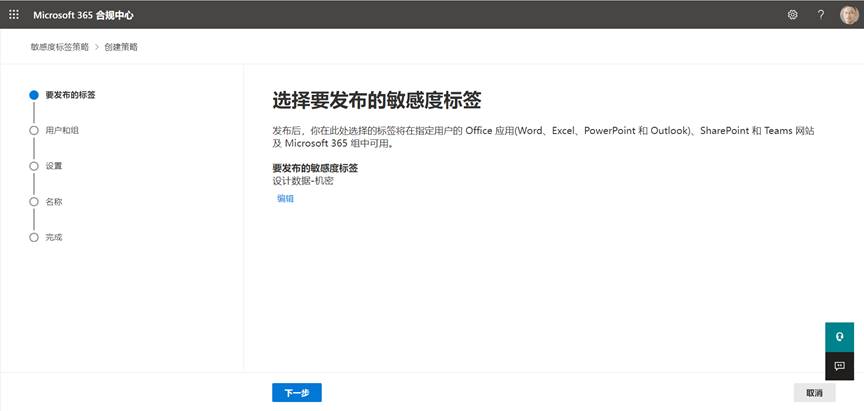 Microsoft 365 合规中心
?
敏感度标签策略 > 创建策略
要发布的标签
用户和组
设置
名称
完成
选择要发布的敏感度标签
发布后，你在此处选择的标签将在指定用户的 Office 应用(Word、Excel、PowerPoint 和 Outlook)、SharePoint 和 Teams 网站
及 Microsoft 365 组中可用。
要发布的敏感度标签
设计数据-机密
编辑
下一步
取消